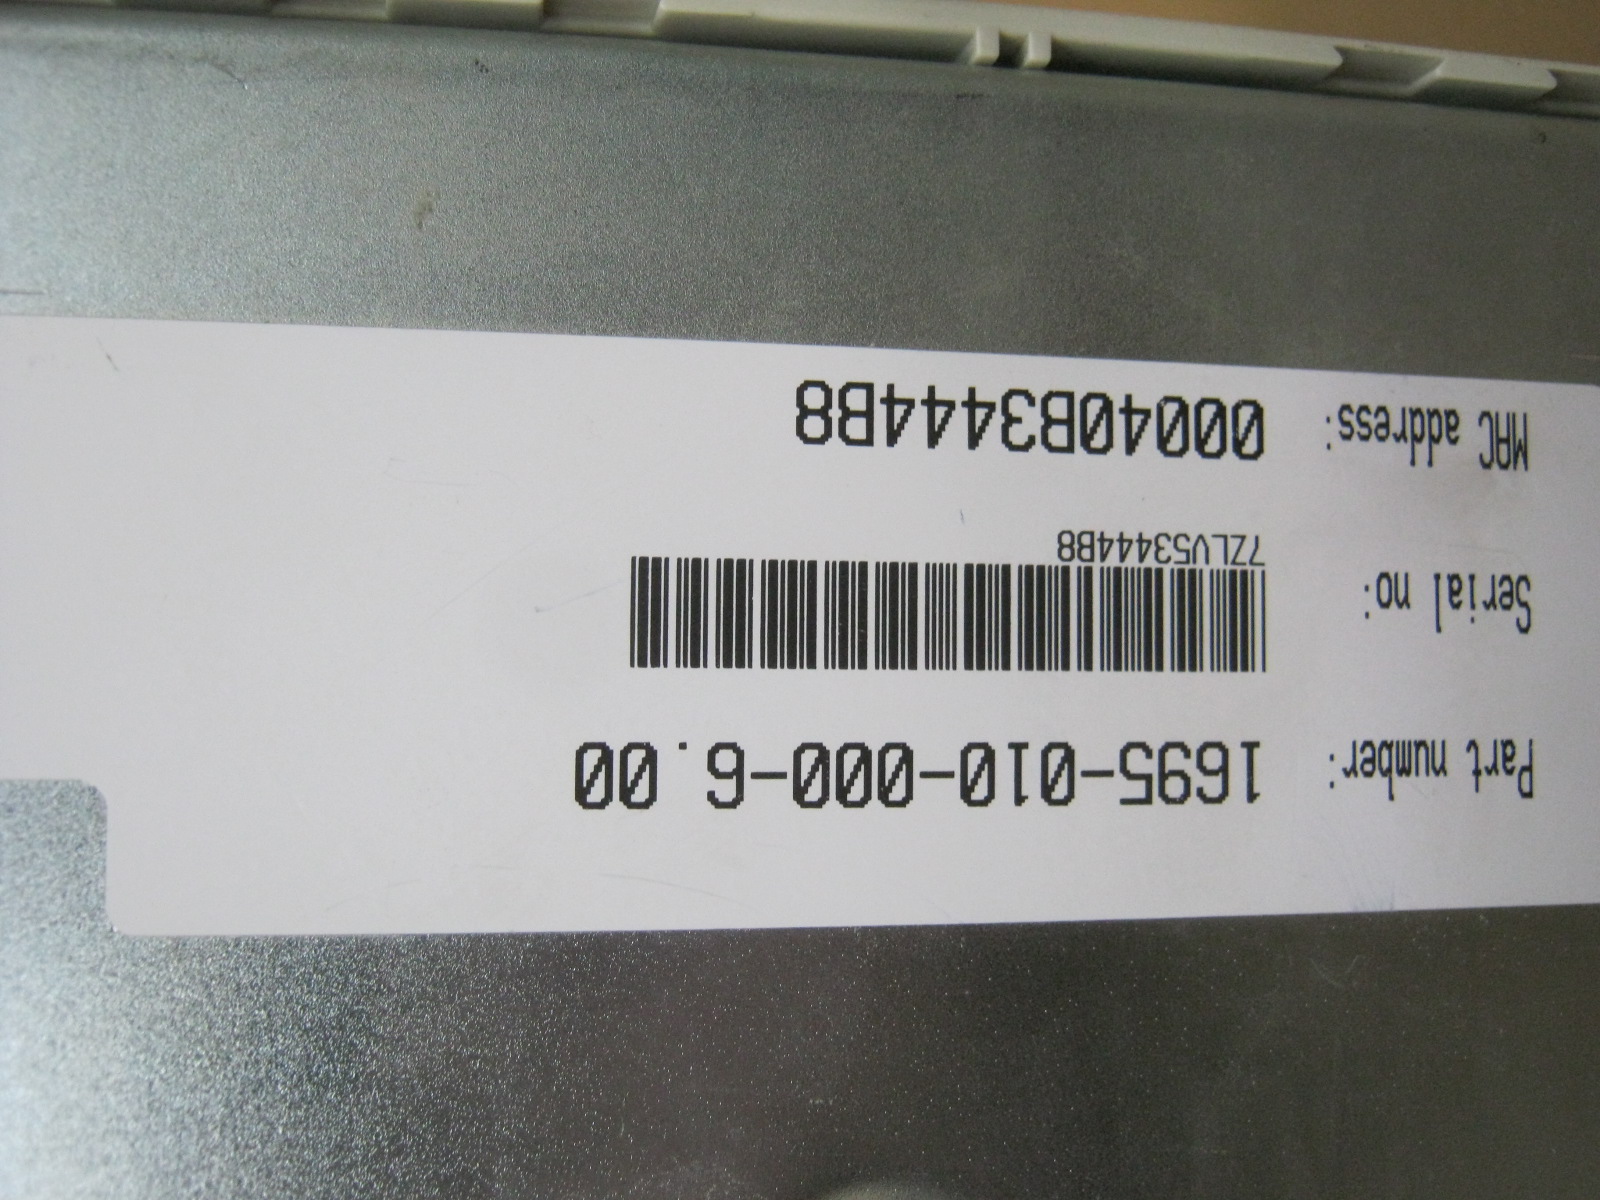 Part number: 1695-010-000-6.00
Serial no: 7ZLV53444B8
MAC address: 00040B3444B8